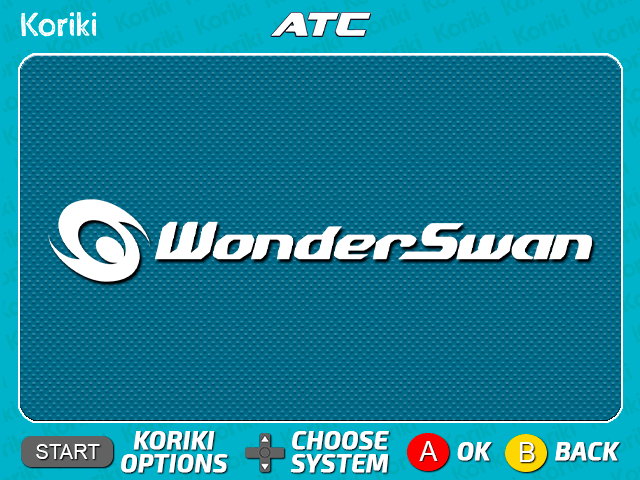 Koriki
ATC
WonderSwan
START
KORIKI
OPTIONS
CHOOSE
SYSTEM
A
OK
B
BACK